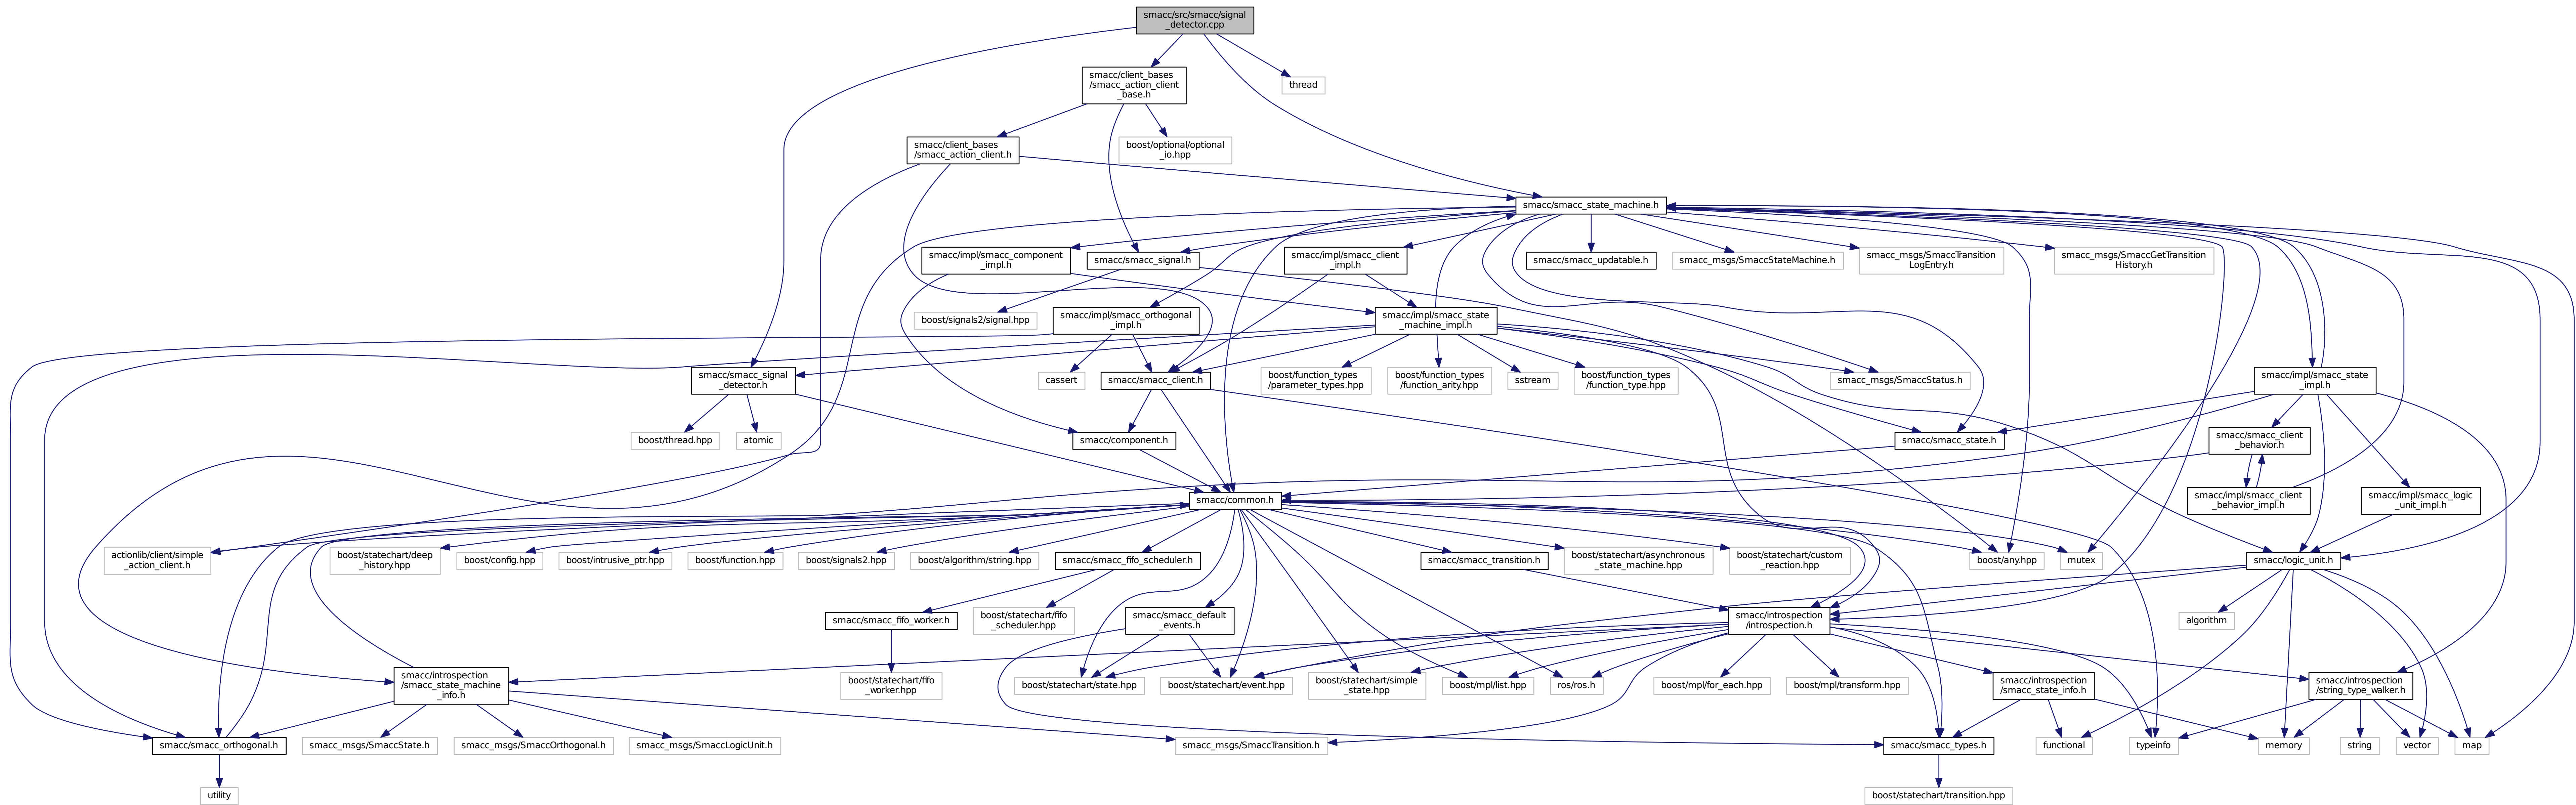 smacc/src/smacc/signal
_detector.cpp
smacc/client_bases
/smacc_action_client
_base.h
thread
smacc/client_bases
/smacc_action_client.h
boost/optional/optional
_io.hpp
smacc/smacc_state_machine.h
smacc/impl/smacc_component
_impl.h
smacc/smacc_signal.h
smacc/impl/smacc_client
_impl.h
smacc/smacc_updatable.h
smacc_msgs/SmaccStateMachine.h
smacc_msgs/SmaccTransition
LogEntry.h
smacc_msgs/SmaccGetTransition
History.h
boost/signals2/signal.hpp
smacc/impl/smacc_orthogonal
_impl.h
smacc/impl/smacc_state
_machine_impl.h
smacc/smacc_signal
_detector.h
cassert
smacc/smacc_client.h
boost/function_types
/parameter_types.hpp
boost/function_types
/function_arity.hpp
sstream
boost/function_types
/function_type.hpp
smacc_msgs/SmaccStatus.h
smacc/impl/smacc_state
_impl.h
boost/thread.hpp
atomic
smacc/component.h
smacc/smacc_state.h
smacc/smacc_client
_behavior.h
smacc/common.h
smacc/impl/smacc_client
_behavior_impl.h
smacc/impl/smacc_logic
_unit_impl.h
actionlib/client/simple
_action_client.h
boost/statechart/deep
_history.hpp
boost/config.hpp
boost/intrusive_ptr.hpp
boost/function.hpp
boost/signals2.hpp
boost/algorithm/string.hpp
smacc/smacc_fifo_scheduler.h
smacc/smacc_transition.h
boost/statechart/asynchronous
_state_machine.hpp
boost/statechart/custom
_reaction.hpp
boost/any.hpp
mutex
smacc/logic_unit.h
smacc/smacc_fifo_worker.h
boost/statechart/fifo
_scheduler.hpp
smacc/smacc_default
_events.h
smacc/introspection
/introspection.h
algorithm
smacc/introspection
/smacc_state_machine
_info.h
boost/statechart/fifo
_worker.hpp
boost/statechart/state.hpp
boost/statechart/event.hpp
boost/statechart/simple
_state.hpp
boost/mpl/list.hpp
ros/ros.h
boost/mpl/for_each.hpp
boost/mpl/transform.hpp
smacc/introspection
/smacc_state_info.h
smacc/introspection
/string_type_walker.h
smacc/smacc_orthogonal.h
smacc_msgs/SmaccState.h
smacc_msgs/SmaccOrthogonal.h
smacc_msgs/SmaccLogicUnit.h
smacc_msgs/SmaccTransition.h
smacc/smacc_types.h
functional
typeinfo
memory
string
vector
map
utility
boost/statechart/transition.hpp